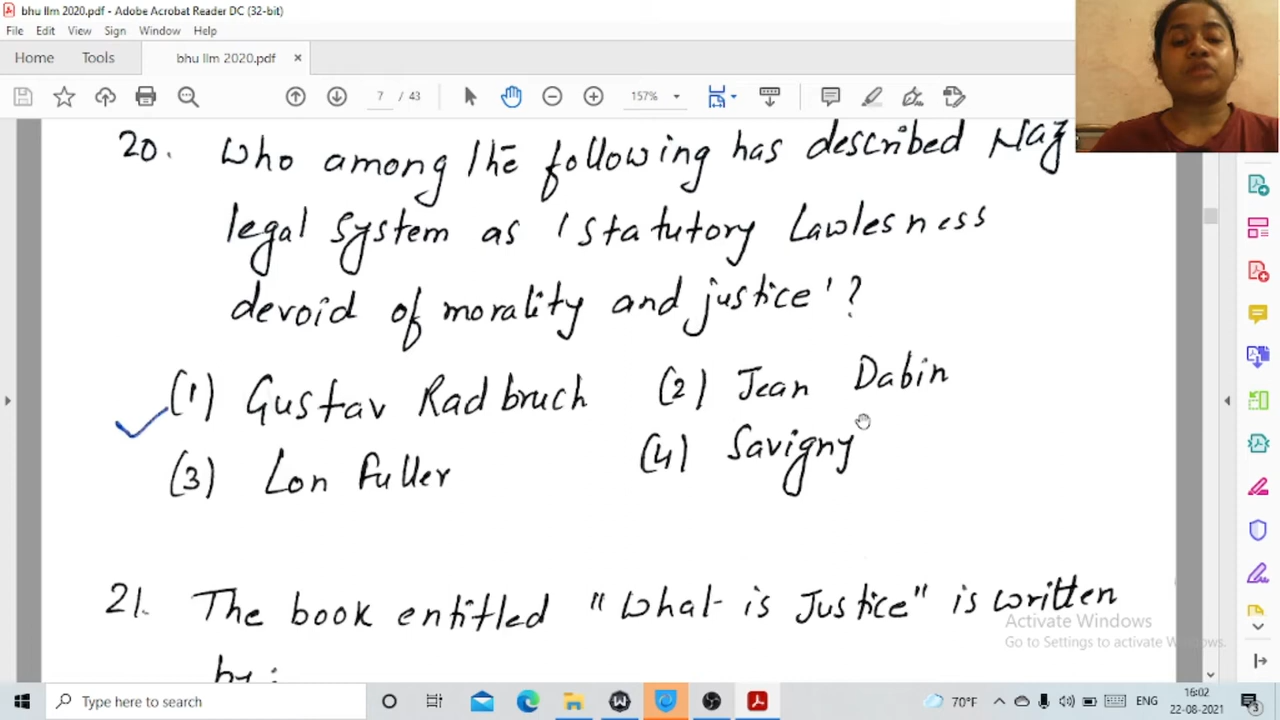 bhu llm 2020.pdf - Adobe Acrobat Reader DC (32-bit)
File Edit View Sign Window Help
Home Tools bhu llm 2020.pdf ×
7 / 43 157%
20. Who among the following has described Naz
legal system as 'Statutory Lawlesness
devoid of morality and justice'?
(1) Gustav Radbruch (2) Jean Dabin
(3) Lon Fuller (4) Savigny
21. The book entitled "What is Justice" is written
by:
Activate Windows
Go to Settings to activate Windows.
Type here to search
70°F ENG 16:02
22-08-2021 3